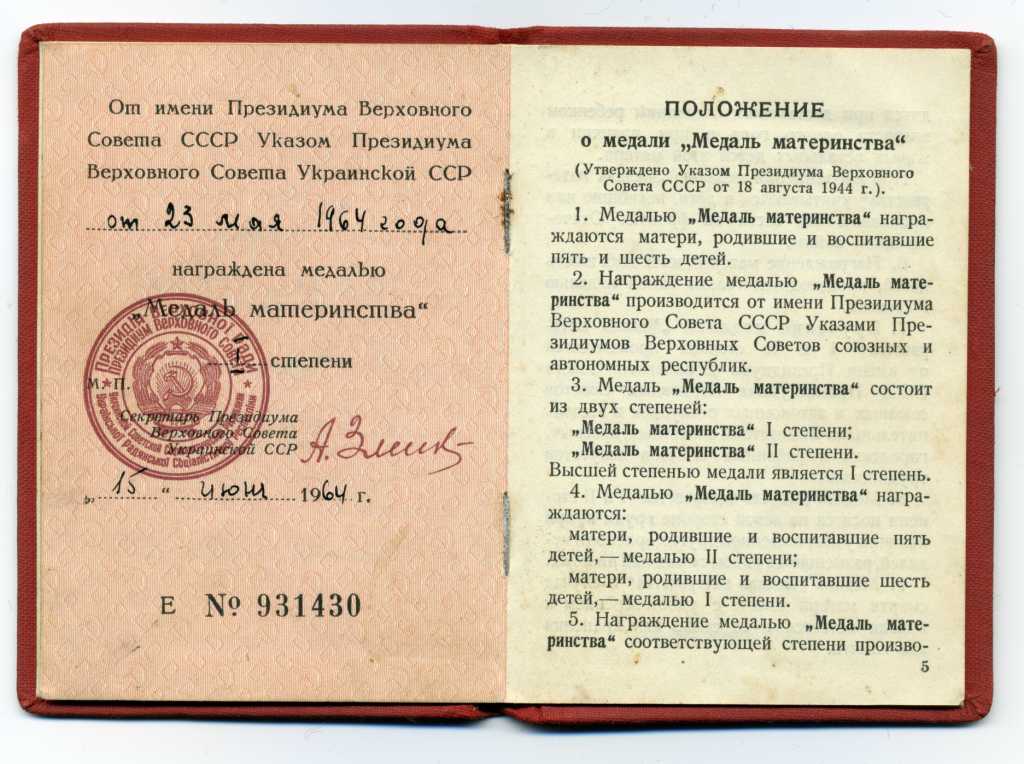 От имени Президиума Верховного
Совета СССР Указом Президиума
Верховного Совета Украинской ССР
от 23 мая 1964 года
награждена медалью
„Медаль материнства“
I степени
М. П.
Секретарь Президиума
Верховного Совета
Украинской ССР
„ 15 “ июня 1964 г.
Е № 931430
ПОЛОЖЕНИЕ
о медали „Медаль материнства“
(Утверждено Указом Президиума Верховного
Совета СССР от 18 августа 1944 г.).
1. Медалью „Медаль материнства“ награ-
ждаются матери, родившие и воспитавшие
пять и шесть детей.
2. Награждение медалью „Медаль мате-
ринства“ производится от имени Президиума
Верховного Совета СССР Указами Пре-
зидиумов Верховных Советов союзных и
автономных республик.
3. Медаль „Медаль материнства“ состоит
из двух степеней:
„Медаль материнства“ I степени;
„Медаль материнства“ II степени.
Высшей степенью медали является I степень.
4. Медалью „Медаль материнства“ награ-
ждаются:
матери, родившие и воспитавшие пять
детей,—медалью II степени;
матери, родившие и воспитавшие шесть
детей,—медалью I степени.
5. Награждение медалью „Медаль мате-
ринства“ соответствующей степени произво-
5